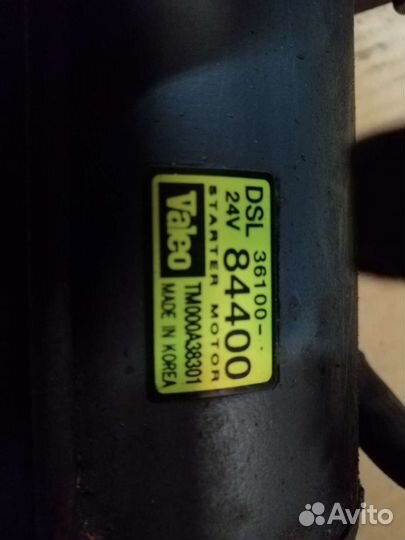 DSL 36100-
24V 84400
STARTER MOTOR
Valeo TM000A38301
MADE IN KOREA
Avito